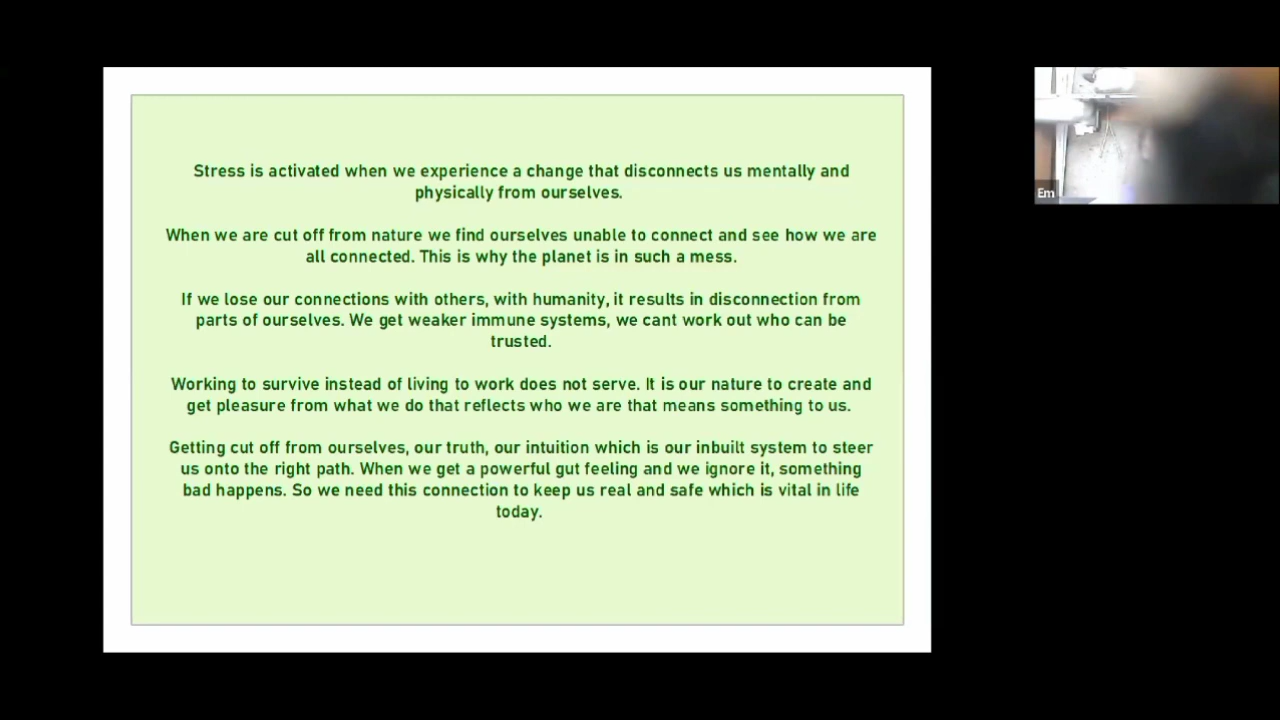 Stress is activated when we experience a change that disconnects us mentally and
physically from ourselves.
When we are cut off from nature we find ourselves unable to connect and see how we are
all connected. This is why the planet is in such a mess.
If we lose our connections with others, with humanity, it results in disconnection from
parts of ourselves. We get weaker immune systems, we cant work out who can be
trusted.
Working to survive instead of living to work does not serve. It is our nature to create and
get pleasure from what we do that reflects who we are that means something to us.
Getting cut off from ourselves, our truth, our intuition which is our inbuilt system to steer
us onto the right path. When we get a powerful gut feeling and we ignore it, something
bad happens. So we need this connection to keep us real and safe which is vital in life
today.
Em